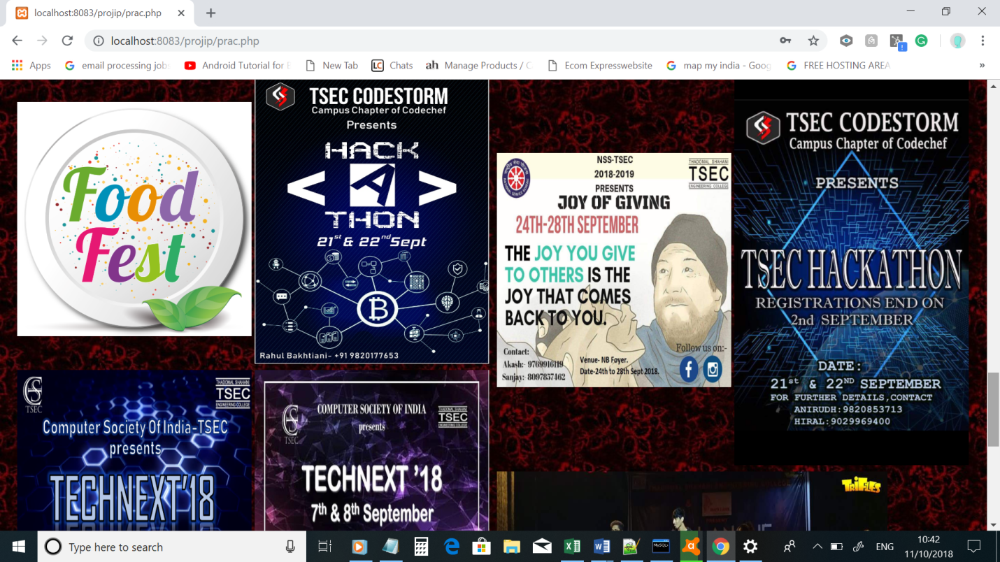 localhost:8083/projip/prac.php
localhost:8083/projip/prac.php
Apps
email processing jobs
Android Tutorial for B
New Tab
LC Chats
ah Manage Products / C
Ecom Expresswebsite
map my india - Goog
FREE HOSTING AREA
»
Food
Fest
TSEC CODESTORM
Campus Chapter of Codechef
Presents
HACK
< A >
THON
21st & 22nd Sept
Rahul Bakhtiani- +91 9820177653
NSS-TSEC
2018-2019
PRESENTS
THADOMAL SHAHANI
TSEC
ENGINEERING COLLEGE
JOY OF GIVING
24TH-28TH SEPTEMBER
THE JOY YOU GIVE
TO OTHERS IS THE
JOY THAT COMES
BACK TO YOU.
Follow us on:-
Contact:
Akash:- 9769916119
Sanjay:- 8097857462
Venue- NB Foyer.
Date-24th to 28th Sept 2018.
TSEC CODESTORM
Campus Chapter of Codechef
PRESENTS
TSEC HACKATHON
REGISTRATIONS END ON
2nd SEPTEMBER
DATE:
21st & 22ND SEPTEMBER
FOR FURTHER DETAILS,CONTACT
ANIRUDH:9820853713
HIRAL:9029969400
TSEC
THADOMAL SHAHANI
TSEC
ENGINEERING COLLEGE
Computer Society Of India-TSEC
presents
TECHNEXT'18
TSEC
COMPUTER SOCIETY OF INDIA
presents
THADOMAL SHAHANI
TSEC
ENGINEERING COLLEGE
TECHNEXT '18
7th & 8th September
TRIFLES
Type here to search
ENG
10:42
11/10/2018